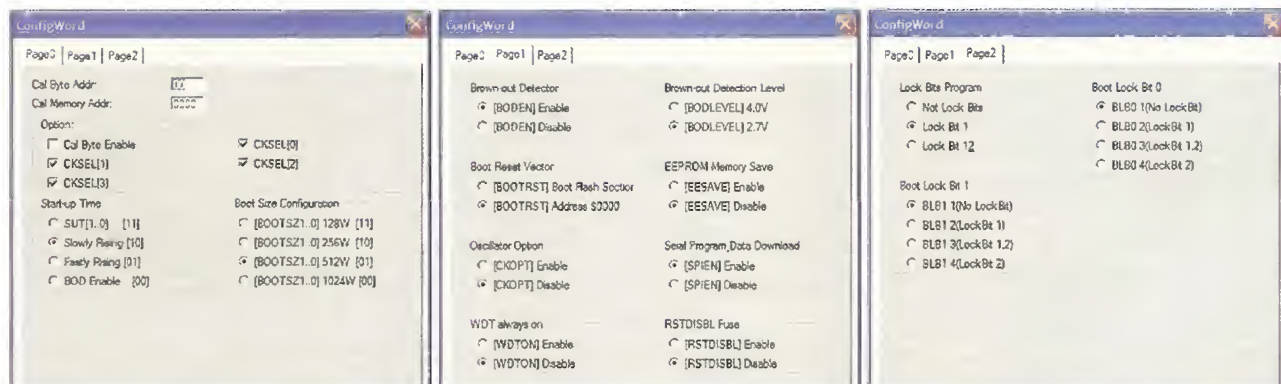 ConfigWord
Page0 Page1 Page2
Cal Byte Addr:
Cal Memory Addr: 0000
Option:
Cal Byte Enable
CKSEL[0]
CKSEL[1]
CKSEL[2]
CKSEL[3]
Start-up Time
SUT[1..0] [11]
Slowly Rising [10]
Fastly Rising [01]
BOD Enable [00]
Boot Size Configuration
[BOOTSZ1..0] 128W [11]
[BOOTSZ1..0] 256W [10]
[BOOTSZ1..0] 512W [01]
[BOOTSZ1..0] 1024W [00]
ConfigWord
Page0 Page1 Page2
Brown-out Detector
[BODEN] Enable
[BODEN] Disable
Brown-out Detection Level
[BODLEVEL] 4.0V
[BODLEVEL] 2.7V
Boot Reset Vector
[BOOTRST] Boot Flash Section
[BOOTRST] Address $0000
EEPROM Memory Save
[EESAVE] Enable
[EESAVE] Disable
Oscillator Option
[CKOPT] Enable
[CKOPT] Disable
Serial Program,Data Download
[SPIEN] Enable
[SPIEN] Disable
WDT always on
[WDTON] Enable
[WDTON] Disable
RSTDISBL Fuse
[RSTDISBL] Enable
[RSTDISBL] Disable
ConfigWord
Page0 Page1 Page2
Lock Bits Program
Not Lock Bits
Lock Bit 1
Lock Bit 12
Boot Lock Bit 0
BLB0 1(No LockBit)
BLB0 2(LockBit 1)
BLB0 3(LockBit 1,2)
BLB0 4(LockBit 2)
Boot Lock Bit 1
BLB1 1(No LockBit)
BLB1 2(LockBit 1)
BLB1 3(LockBit 1,2)
BLB1 4(LockBit 2)